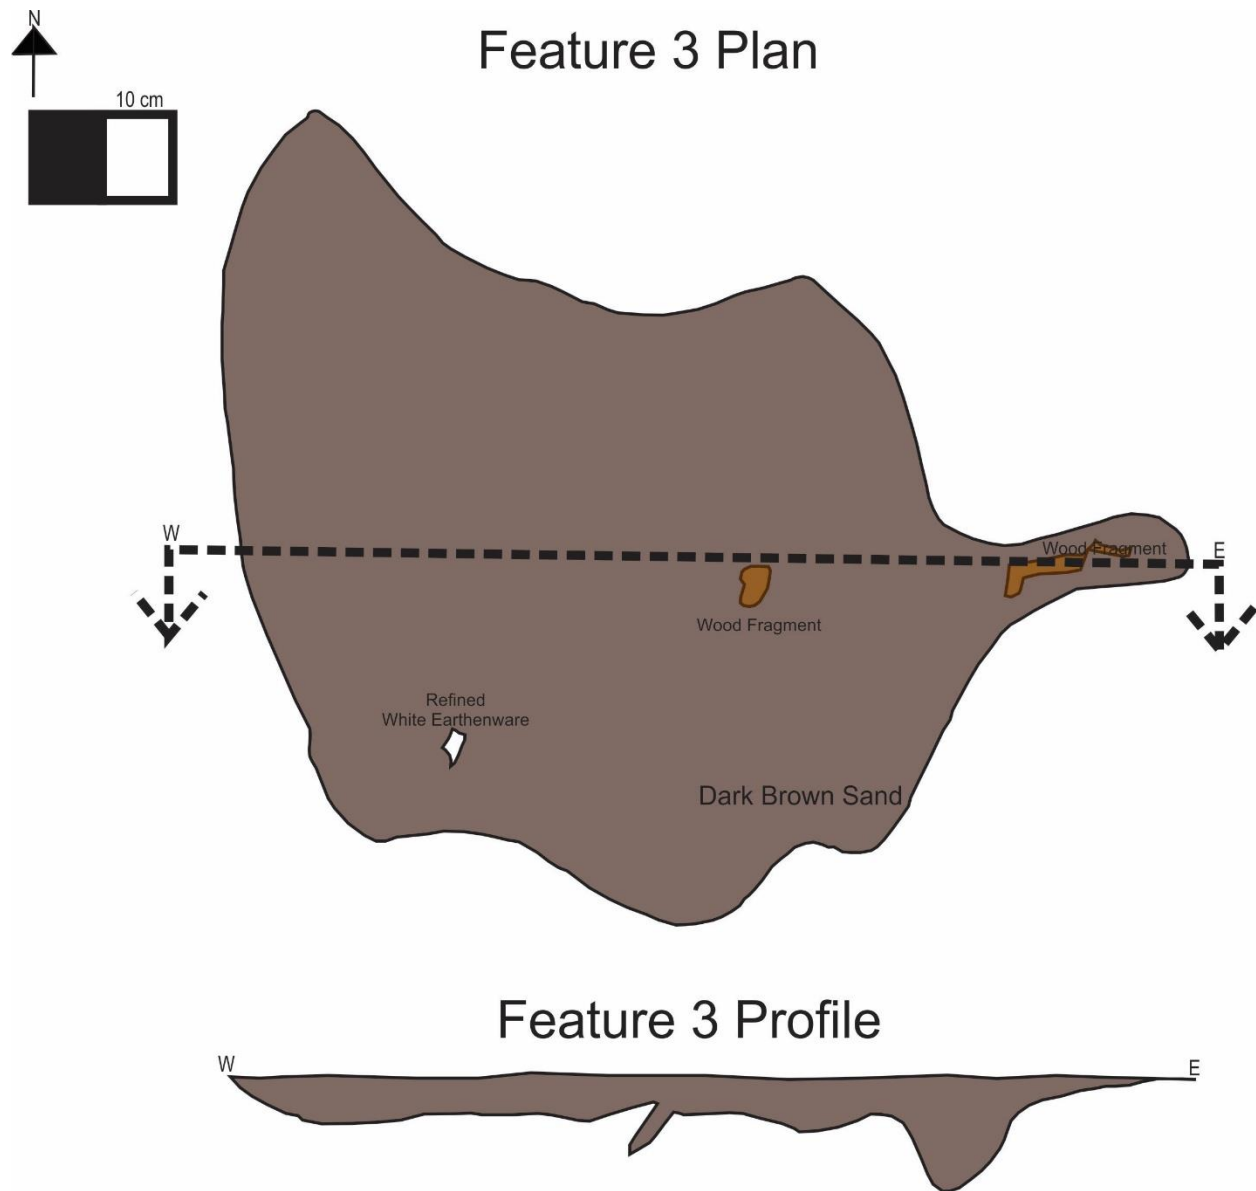 N
Feature 3 Plan
10 cm
W
Wood Fragment
E
Wood Fragment
Refined
White Earthenware
Dark Brown Sand
Feature 3 Profile
W
E